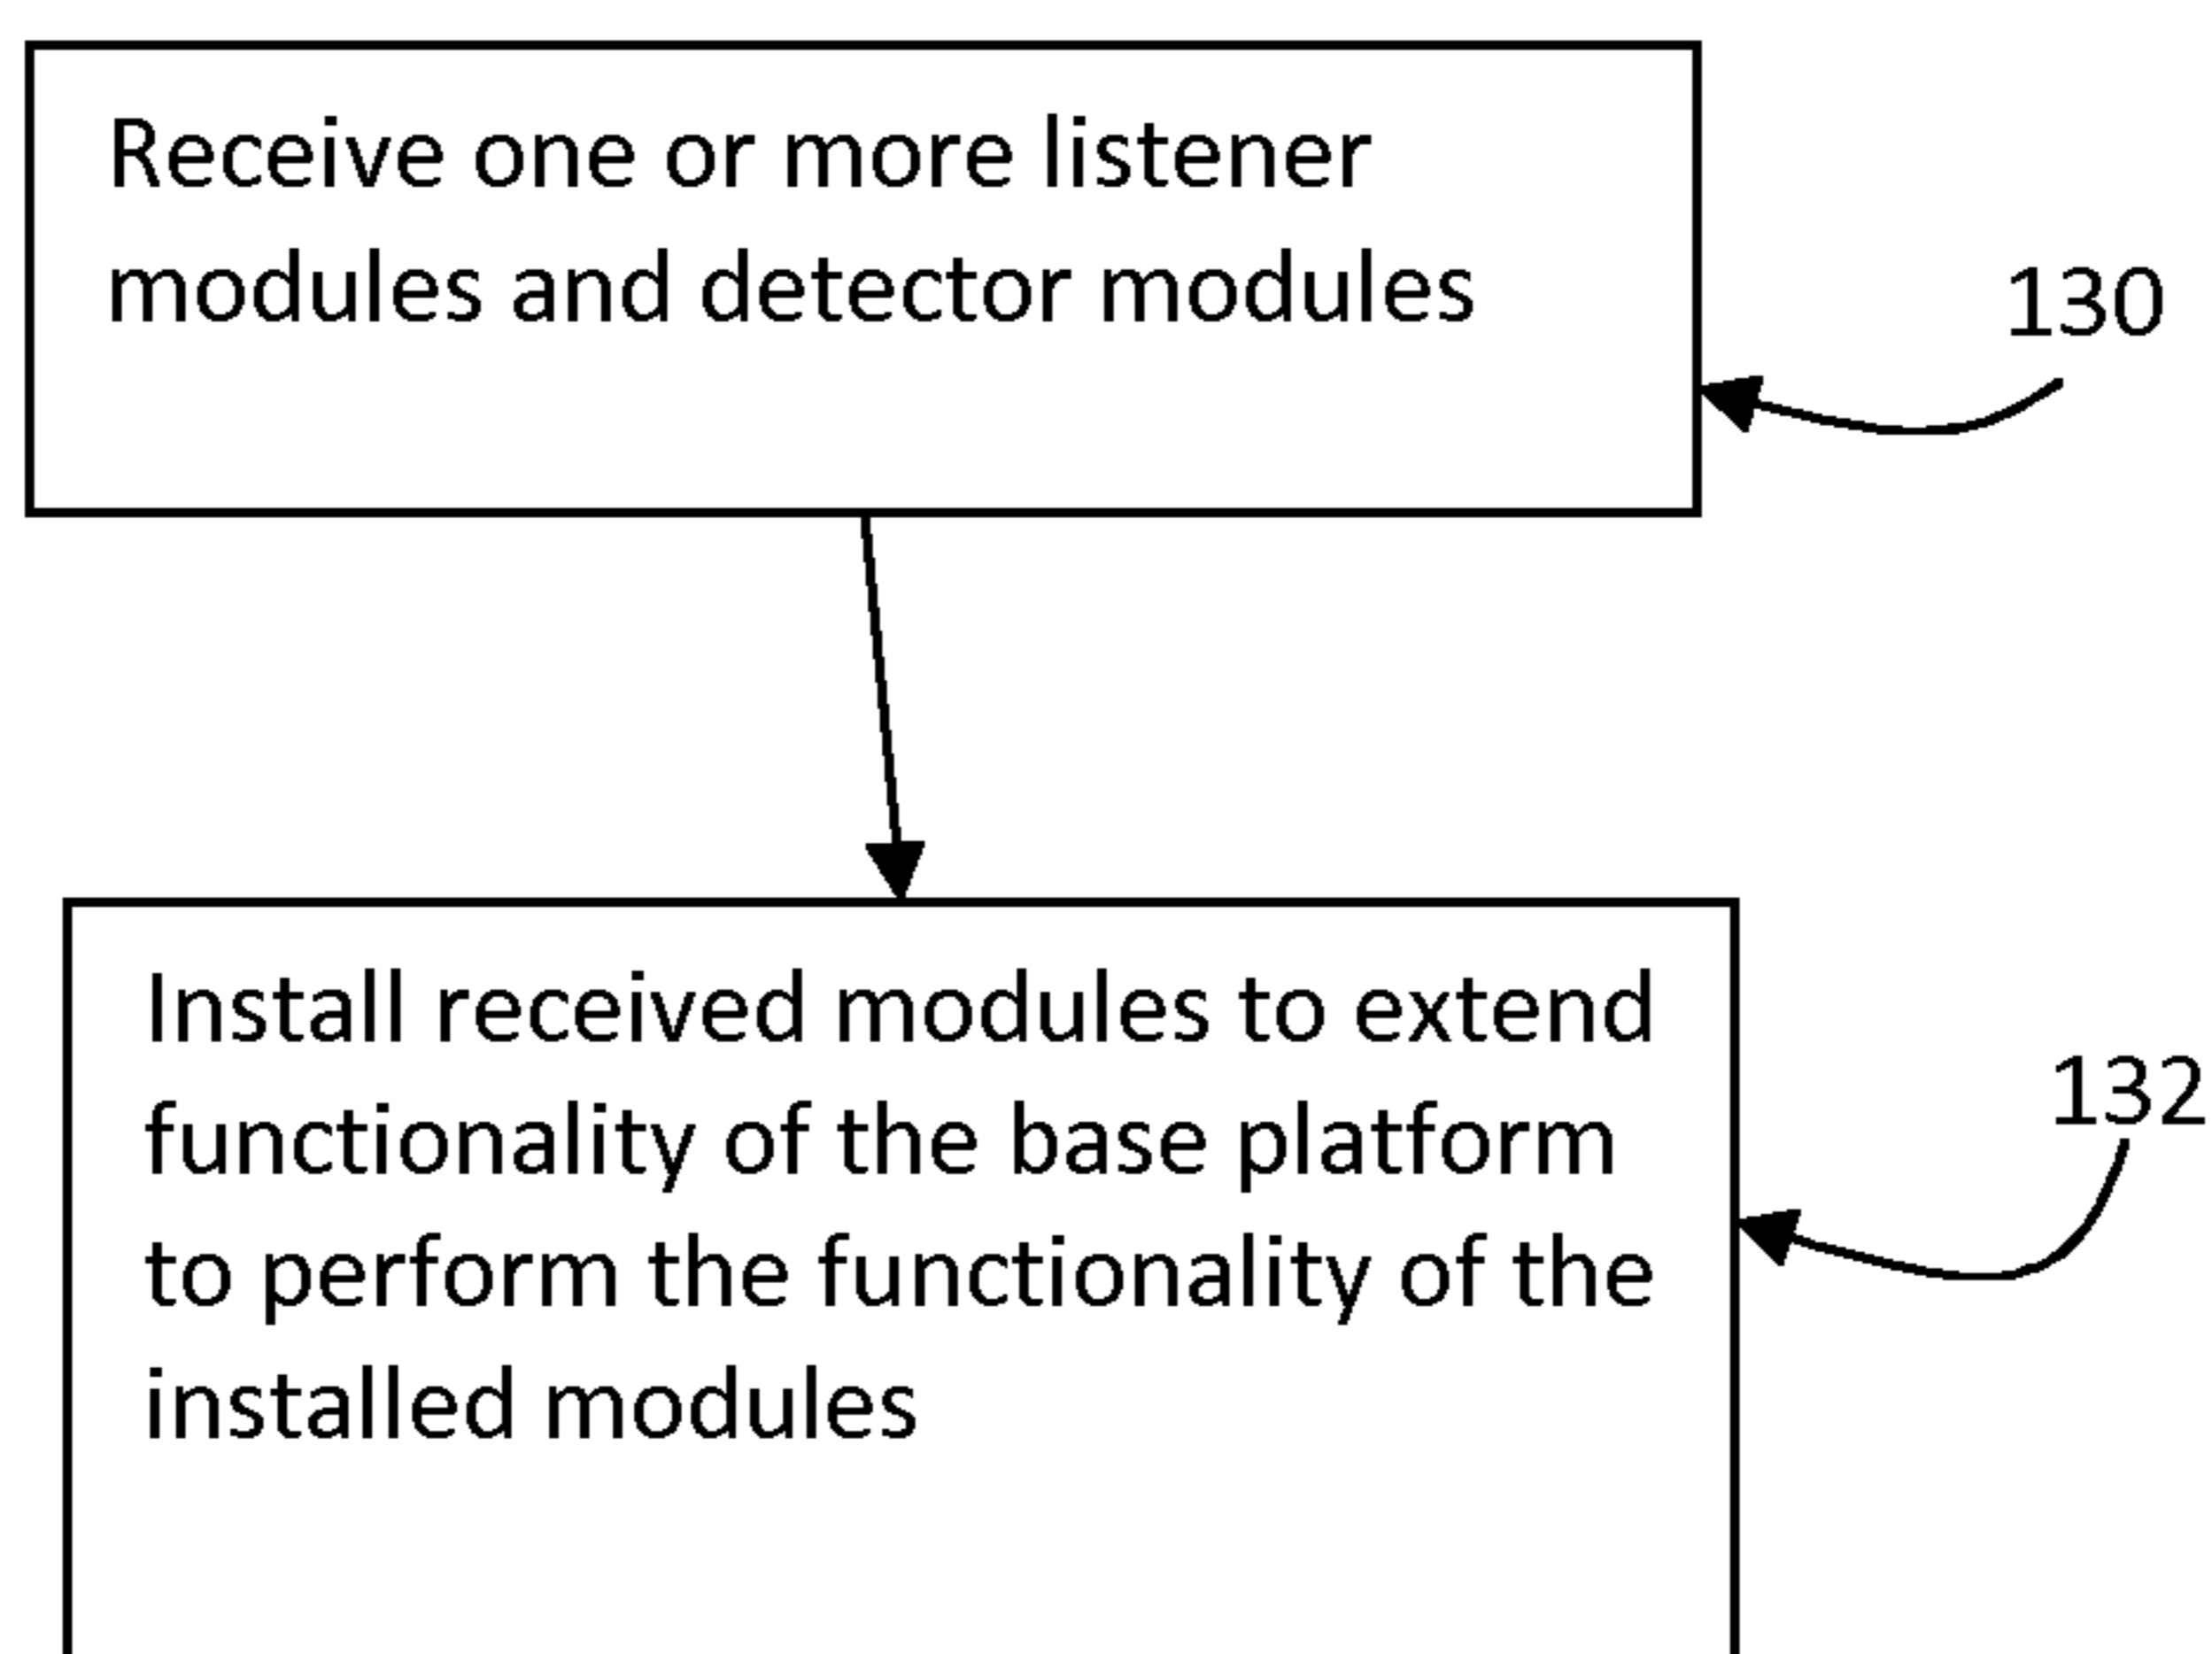 Receive one or more listener
modules and detector modules
130
Install received modules to extend
functionality of the base platform
to perform the functionality of the
installed modules
132